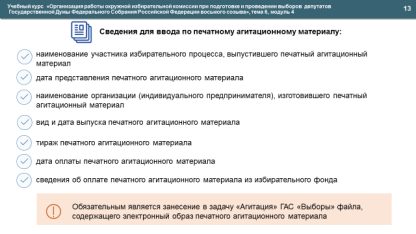 Учебный курс «Организация работы окружной избирательной комиссии при подготовке и проведении выборов депутатов
Государственной Думы Федерального Собрания Российской Федерации восьмого созыва», тема 6, модуль 4
13
Сведения для ввода по печатному агитационному материалу:
наименование участника избирательного процесса, выпустившего печатный агитационный
материал
дата представления печатного агитационного материала
наименование организации (индивидуального предпринимателя), изготовившего печатный
агитационный материал
вид и дата выпуска печатного агитационного материала
тираж печатного агитационного материала
дата оплаты печатного агитационного материала
сведения об оплате печатного агитационного материала из избирательного фонда
Обязательным является занесение в задачу «Агитация» ГАС «Выборы» файла,
содержащего электронный образ печатного агитационного материала